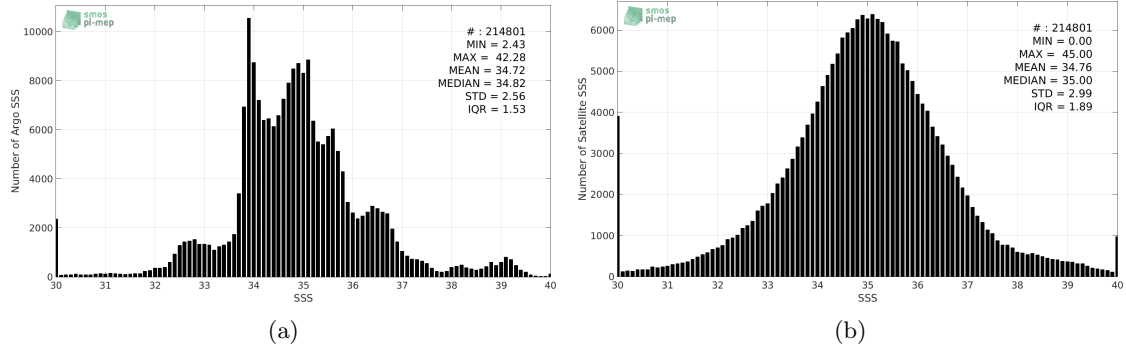 smos
pi-mep
# : 214801
MIN = 2.43
MAX = 42.28
MEAN = 34.72
MEDIAN = 34.82
STD = 2.56
IQR = 1.53
Number of Argo SSS
10000
8000
6000
4000
2000
0
30 31 32 33 34 35 36 37 38 39 40
SSS
(a)
smos
pi-mep
# : 214801
MIN = 0.00
MAX = 45.00
MEAN = 34.76
MEDIAN = 35.00
STD = 2.99
IQR = 1.89
Number of Satellite SSS
6000
5000
4000
3000
2000
1000
0
30 31 32 33 34 35 36 37 38 39 40
SSS
(b)